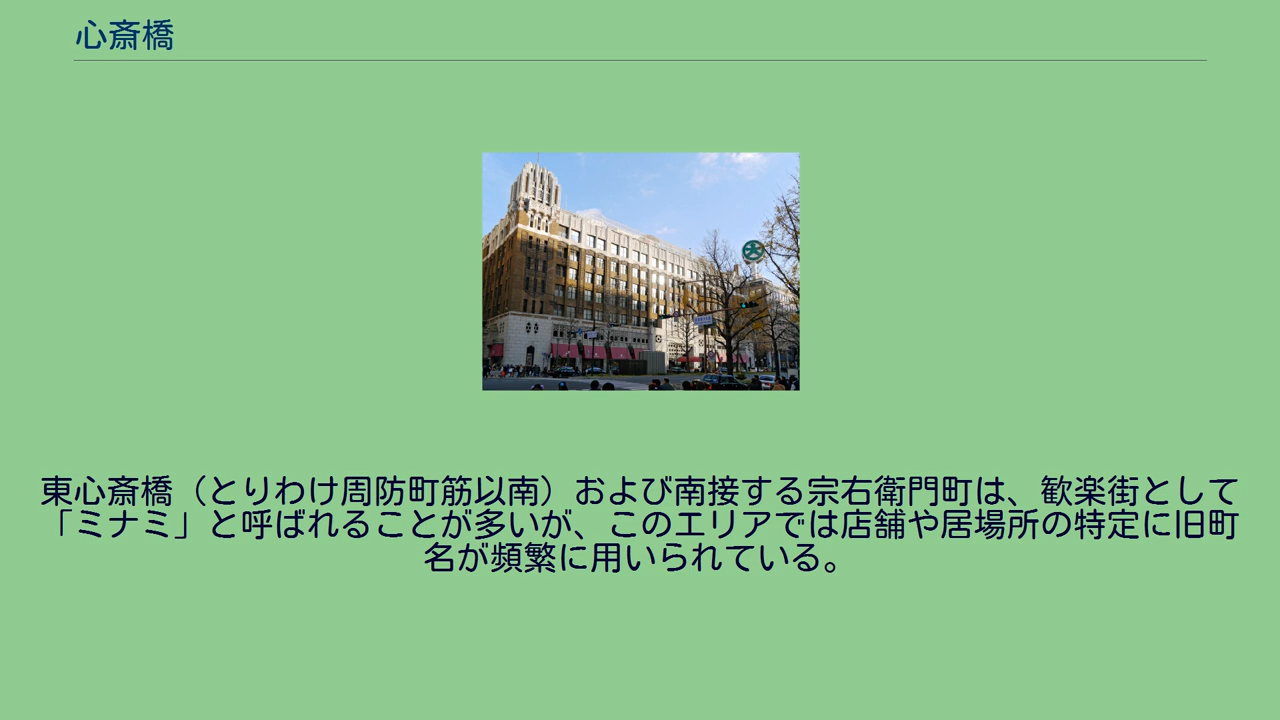 心斎橋
東心斎橋（とりわけ周防町筋以南）および南接する宗右衛門町は、歓楽街として
「ミナミ」と呼ばれることが多いが、このエリアでは店舗や居場所の特定に旧町
名が頻繁に用いられている。